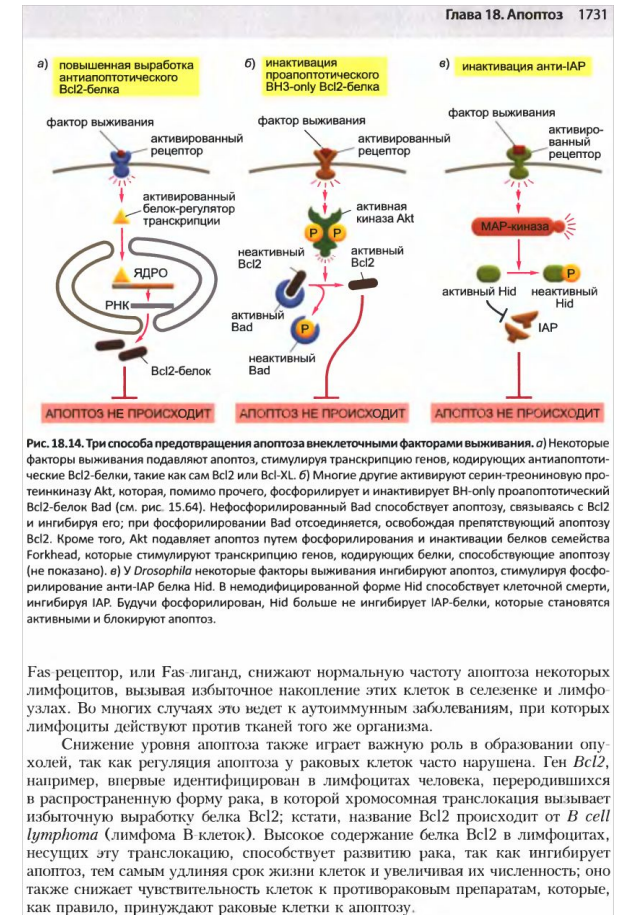 Глава 18. Апоптоз 1731
а) повышенная выработка
антиапоптотического
Bcl2-белка
фактор выживания
активированный
рецептор
активированный
белок-регулятор
транскрипции
ЯДРО
РНК
Bcl2-белок
АПОПТОЗ НЕ ПРОИСХОДИТ
б) инактивация
проапоптотического
BH3-only Bcl2-белка
фактор выживания
активированный
рецептор
активная
киназа Akt
P P
неактивный
Bcl2
активный
Bcl2
активный
Bad
P
неактивный
Bad
АПОПТОЗ НЕ ПРОИСХОДИТ
в) инактивация анти-IAP
фактор выживания
активиро-
ванный
рецептор
МАР-киназа
P
активный Hid
неактивный
Hid
IAP
АПОПТОЗ НЕ ПРОИСХОДИТ
Рис. 18.14. Три способа предотвращения апоптоза внеклеточными факторами выживания. а) Некоторые
факторы выживания подавляют апоптоз, стимулируя транскрипцию генов, кодирующих антиапоптоти-
ческие Bcl2-белки, такие как сам Bcl2 или Bcl-XL. б) Многие другие активируют серин-треониновую про-
теинкиназу Akt, которая, помимо прочего, фосфорилирует и инактивирует BH-only проапоптотический
Bcl2-белок Bad (см. рис. 15.64). Нефосфорилированный Bad способствует апоптозу, связываясь с Bcl2
и ингибируя его; при фосфорилировании Bad отсоединяется, освобождая препятствующий апоптозу
Bcl2. Кроме того, Akt подавляет апоптоз путем фосфорилирования и инактивации белков семейства
Forkhead, которые стимулируют транскрипцию генов, кодирующих белки, способствующие апоптозу
(не показано). в) У Drosophila некоторые факторы выживания ингибируют апоптоз, стимулируя фосфо-
рилирование анти-IAP белка Hid. В немодифицированной форме Hid способствует клеточной смерти,
ингибируя IAP. Будучи фосфорилирован, Hid больше не ингибирует IAP-белки, которые становятся
активными и блокируют апоптоз.
Fas-рецептор, или Fas-лиганд, снижают нормальную частоту апоптоза некоторых
лимфоцитов, вызывая избыточное накопление этих клеток в селезенке и лимфо-
узлах. Во многих случаях это ведет к аутоиммунным заболеваниям, при которых
лимфоциты действуют против тканей того же организма.
Снижение уровня апоптоза также играет важную роль в образовании опу-
холей, так как регуляция апоптоза у раковых клеток часто нарушена. Ген Bcl2,
например, впервые идентифицирован в лимфоцитах человека, переродившихся
в распространенную форму рака, в которой хромосомная транслокация вызывает
избыточную выработку белка Bcl2; кстати, название Bcl2 происходит от B cell
lymphoma (лимфома B-клеток). Высокое содержание белка Bcl2 в лимфоцитах,
несущих эту транслокацию, способствует развитию рака, так как ингибирует
апоптоз, тем самым удлиняя срок жизни клеток и увеличивая их численность; оно
также снижает чувствительность клеток к противораковым препаратам, которые,
как правило, принуждают раковые клетки к апоптозу.